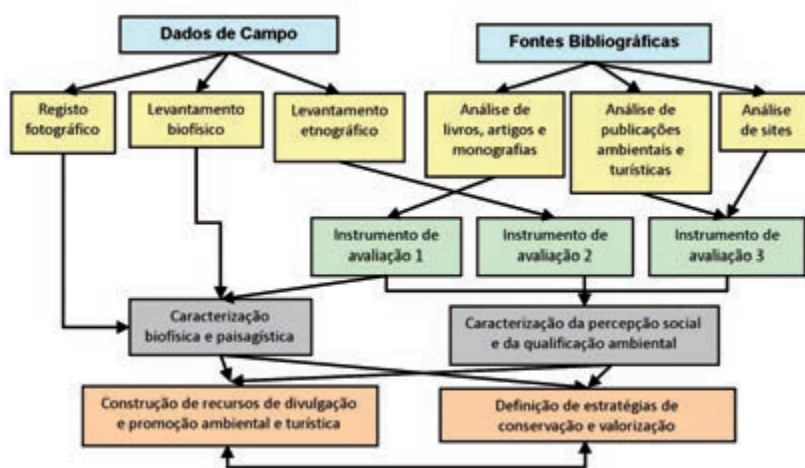 Dados de Campo
Fontes Bibliográficas
Registo
fotográfico
Levantamento
biofísico
Levantamento
etnográfico
Análise de
livros, artigos e
monografias
Análise de
publicações
ambientais e
turísticas
Análise
de sites
Instrumento de
avaliação 1
Instrumento de
avaliação 2
Instrumento de
avaliação 3
Caracterização
biofísica e paisagística
Caracterização da percepção social
e da qualificação ambiental
Construção de recursos de divulgação
e promoção ambiental e turística
Definição de estratégias de
conservação e valorização